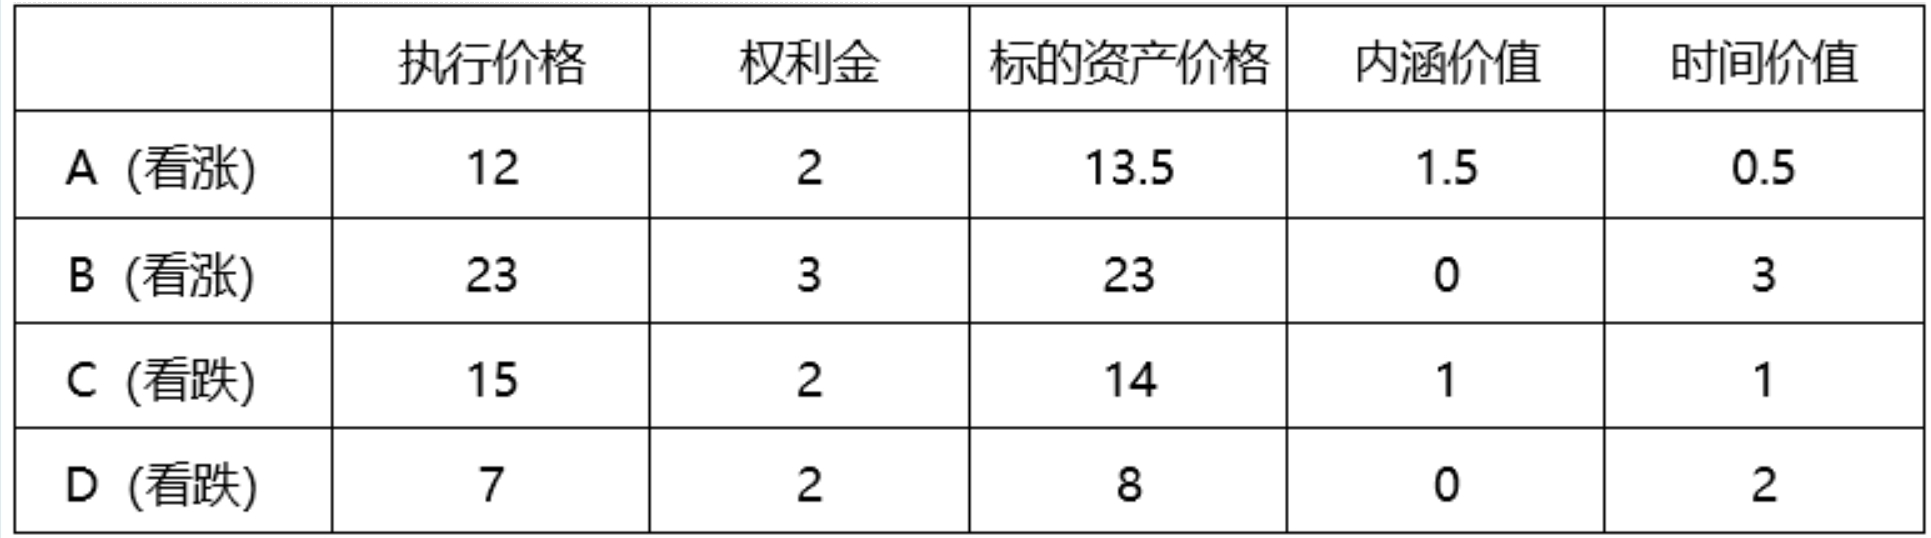 执行价格 权利金 标的资产价格 内涵价值 时间价值
A (看涨) 12 2 13.5 1.5 0.5
B (看涨) 23 3 23 0 3
C (看跌) 15 2 14 1 1
D (看跌) 7 2 8 0 2